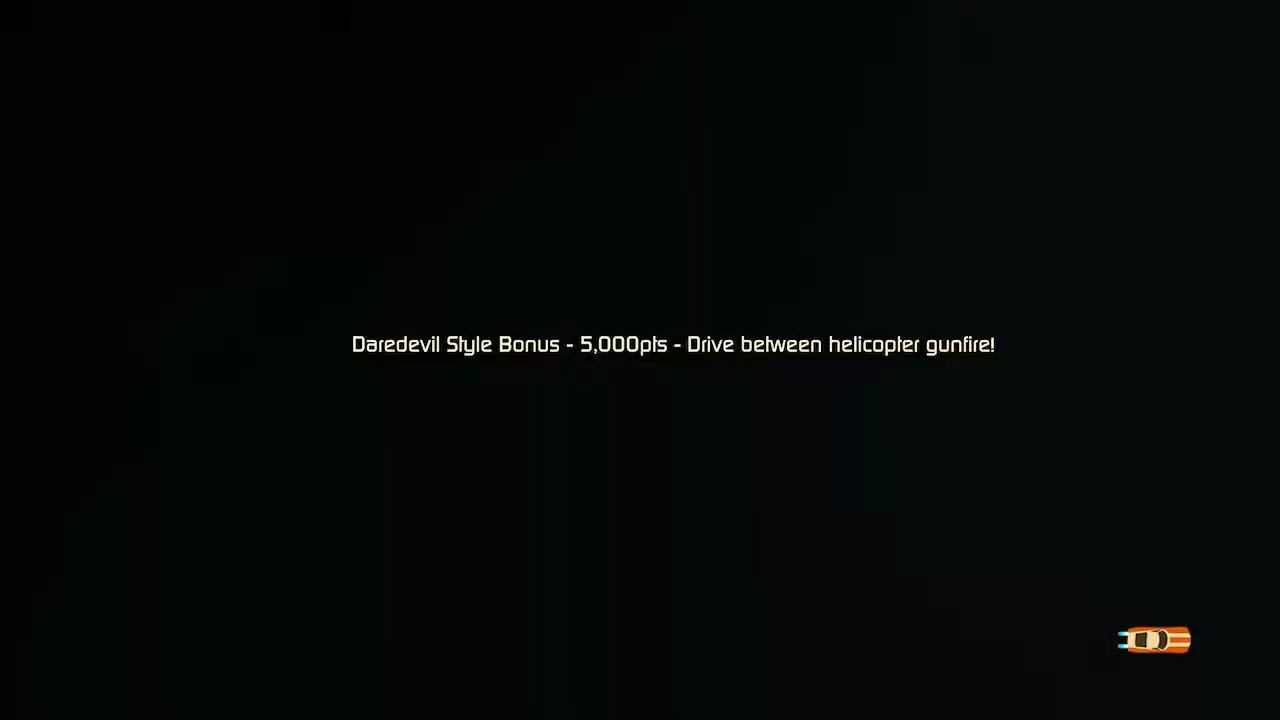 Daredevil Style Bonus - 5,000pts - Drive between helicopter gunfire!